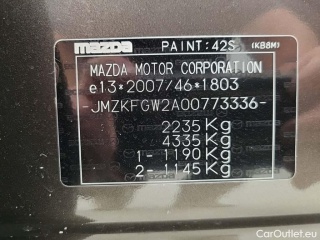 mazda PAINT:42S (KB8M)
MAZDA MOTOR CORPORATION
e13*2007/46*1803
-JMZKFGW2A00773336-
2235 Kg
4335 Kg
1- 1190 Kg
2- 1145 Kg
CarOutlet.eu